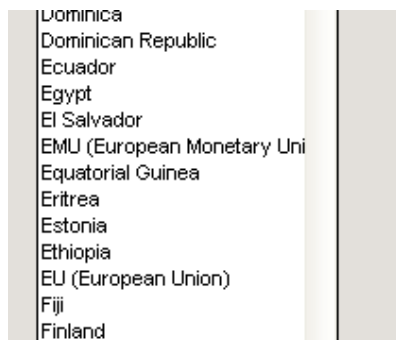 Dominica
Dominican Republic
Ecuador
Egypt
El Salvador
EMU (European Monetary Uni
Equatorial Guinea
Eritrea
Estonia
Ethiopia
EU (European Union)
Fiji
Finland